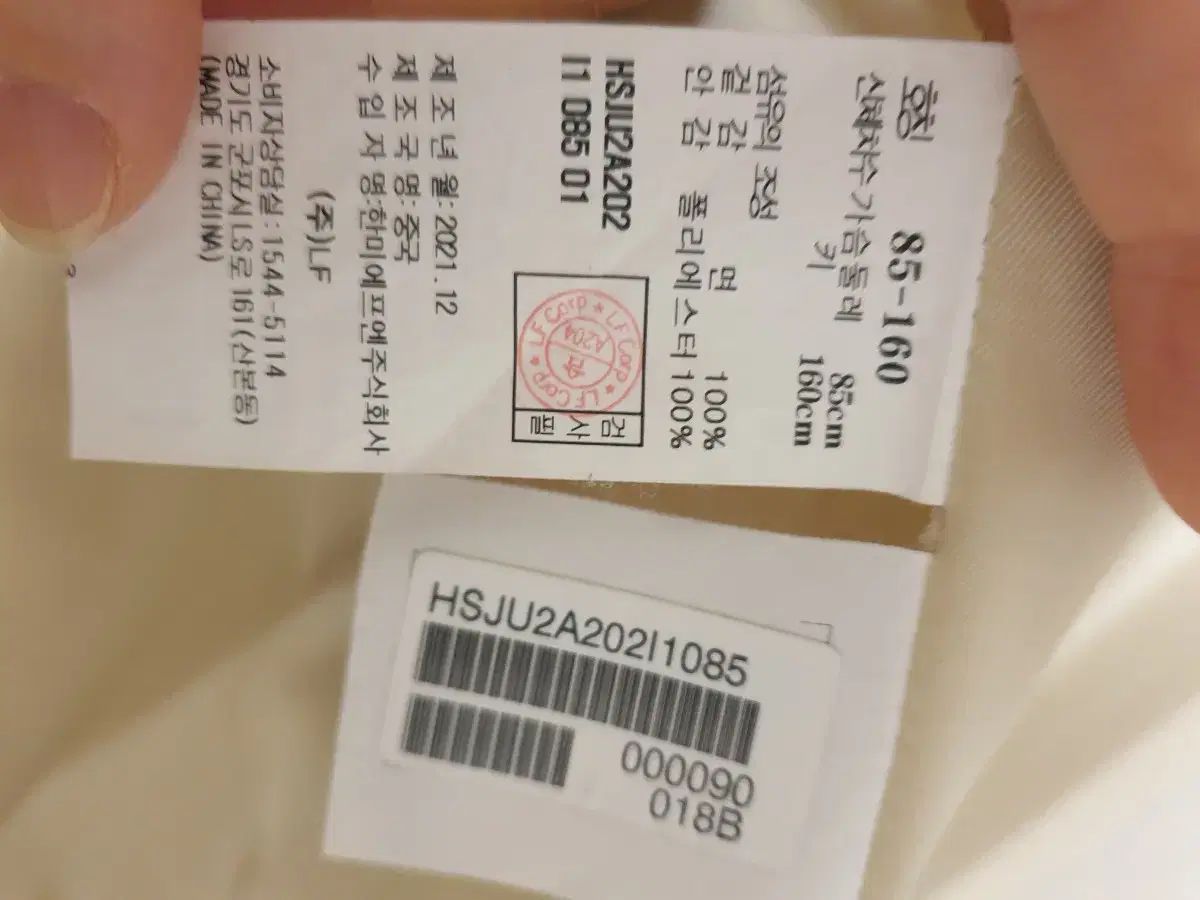 호칭 85-160
신체치수 가슴둘레 85cm
키 160cm
섬유의 조성
겉감 면 100%
안감 폴리에스터 100%
HSJU2A202
I1 085 01
LF Corp ★ LF Corp ★ LF Corp ★
A204
검사필
제조년월: 2021.12
제조국명: 중국
수입자명: 한미에프엔주식회사
(주)LF
소비자상담실 : 1544-5114
경기도 군포시 LS로 161(산본동)
(MADE IN CHINA)
HSJU2A202I1085
000090
018B